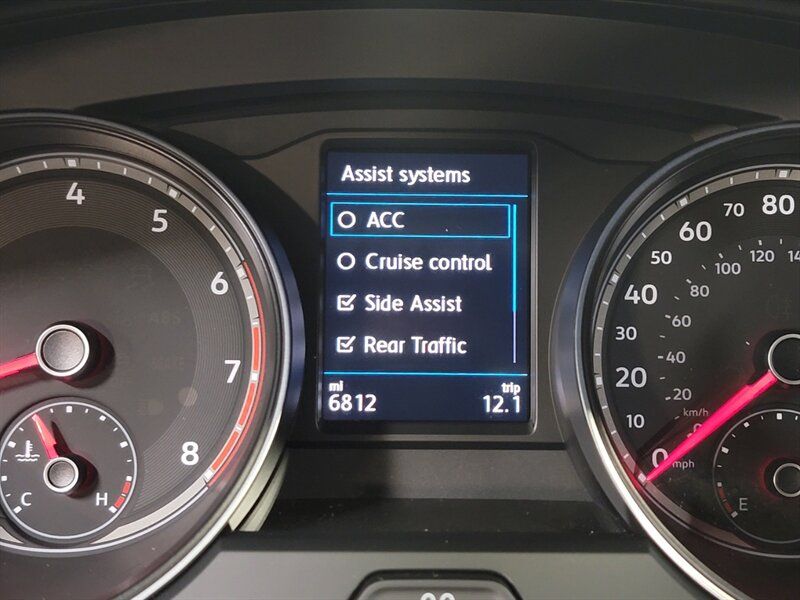 Assist systems
ACC
Cruise control
Side Assist
Rear Traffic
mi trip
6812 12.1
4
5
6
7
8
C H
80
70
60
50
40
30
20
10
0
mph
120
100
80
60
40
20
0
km/h
E